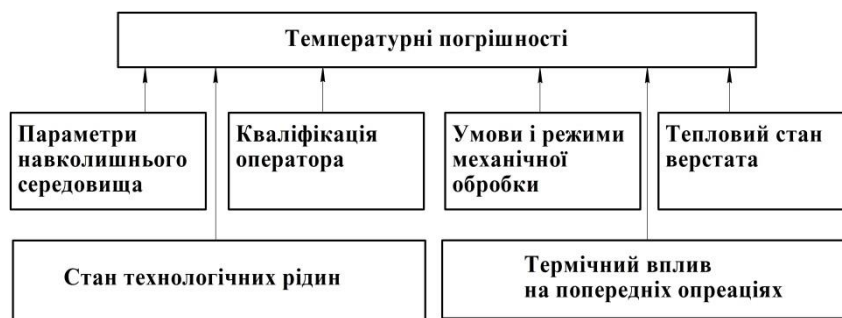 Температурні погрішності
Параметри
навколишнього
середовища
Кваліфікація
оператора
Умови і режими
механічної
обробки
Тепловий стан
верстата
Стан технологічних рідин
Термічний вплив
на попередніх опреаціях